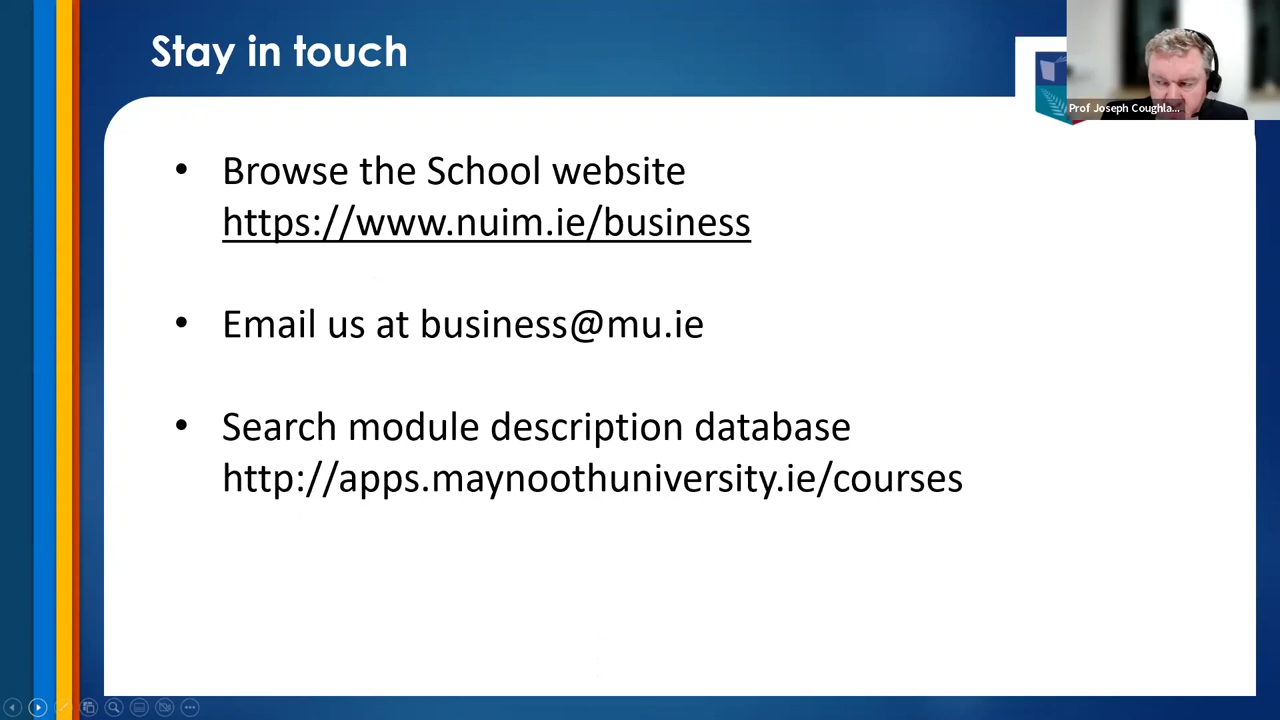 Stay in touch
Prof Joseph Coughla...
• Browse the School website
https://www.nuim.ie/business
• Email us at business@mu.ie
• Search module description database
http://apps.maynoothuniversity.ie/courses